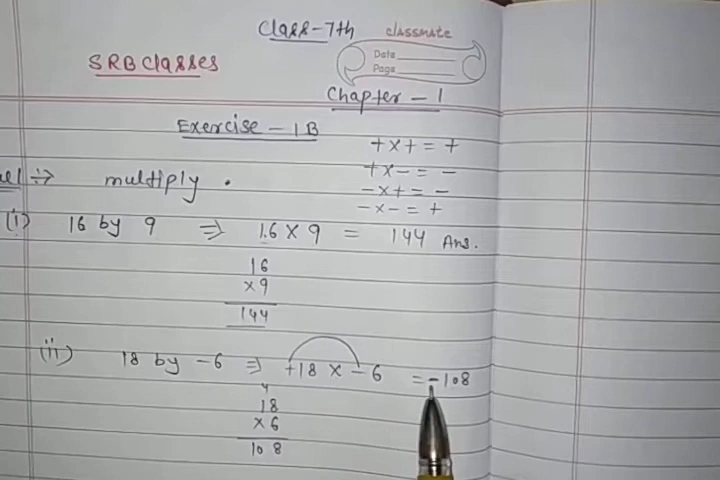 Class-7th classmate
Date
SRB Classes
Page
Chapter - 1
Exercise - 1B
+ x + = +
+ x - = -
multiply .
- x + = -
- x - = +
(i) 16 by 9 ⇒ 16 x 9 = 144 Ans.
16
x 9
144
(ii) 18 by -6 ⇒ +18 x -6 = -108
4
18
x 6
108